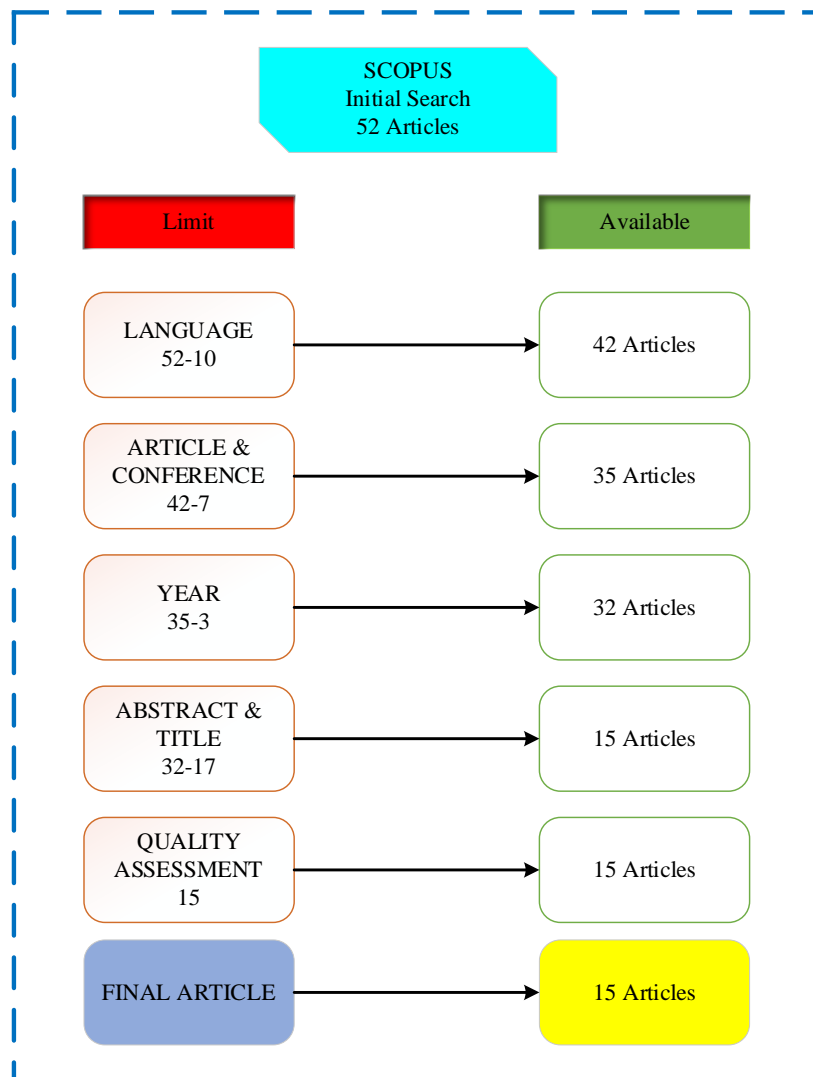 SCOPUS
Initial Search
52 Articles
Limit
Available
LANGUAGE
52-10
42 Articles
ARTICLE &
CONFERENCE
42-7
35 Articles
YEAR
35-3
32 Articles
ABSTRACT &
TITLE
32-17
15 Articles
QUALITY
ASSESSMENT
15
15 Articles
FINAL ARTICLE
15 Articles